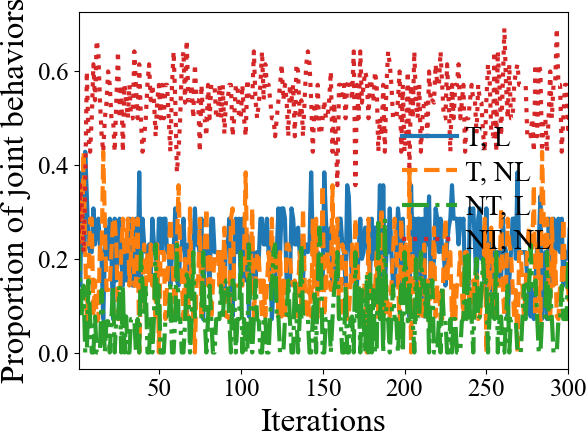 Proportion of joint behaviors
0.6
0.4
0.2
0.0
T, L
T, NL
NT, L
NT, NL
50
100
150
200
250
300
Iterations